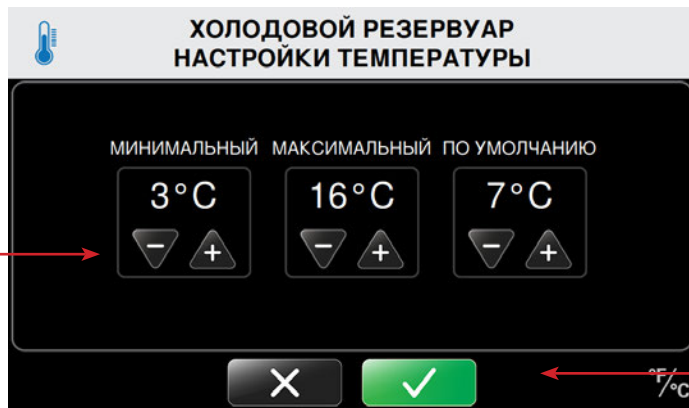 ХОЛОДОВОЙ РЕЗЕРВУАР
НАСТРОЙКИ ТЕМПЕРАТУРЫ
МИНИМАЛЬНЫЙ МАКСИМАЛЬНЫЙ ПО УМОЛЧАНИЮ
3°C 16°C 7°C
− + − + − +
°F/°C